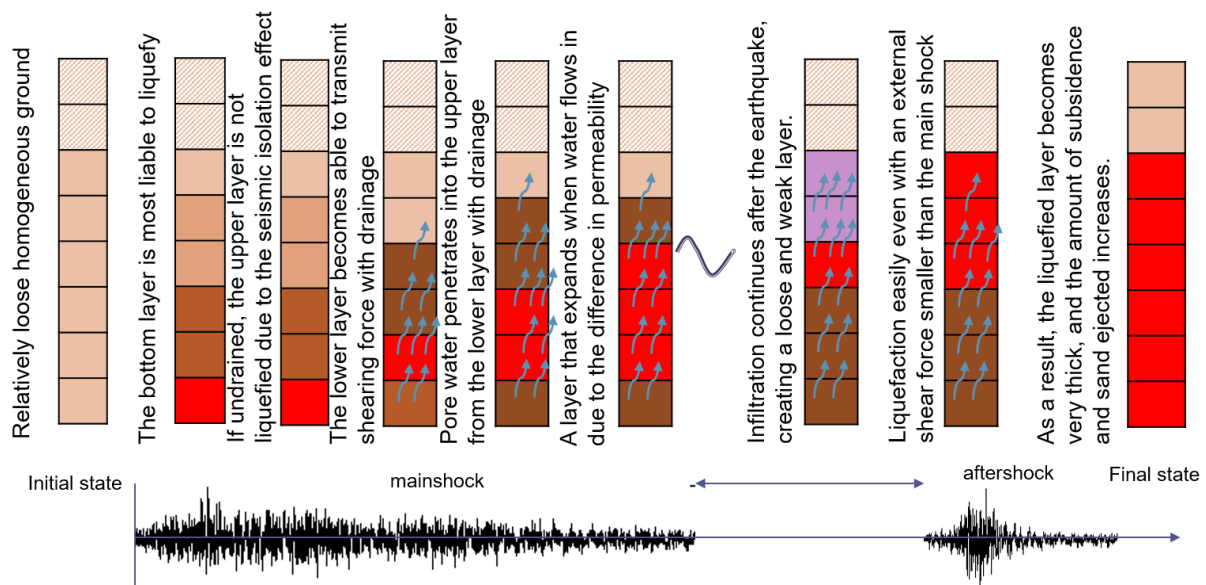 Relatively loose homogeneous ground
The bottom layer is most liable to liquefy
If undrained, the upper layer is not
liquefied due to the seismic isolation effect
The lower layer becomes able to transmit
shearing force with drainage
Pore water penetrates into the upper layer
from the lower layer with drainage
A layer that expands when water flows in
due to the difference in permeability
Infiltration continues after the earthquake,
creating a loose and weak layer.
Liquefaction easily even with an external
shear force smaller than the main shock
As a result, the liquefied layer becomes
very thick, and the amount of subsidence
and sand ejected increases.
Initial state
mainshock
aftershock
Final state